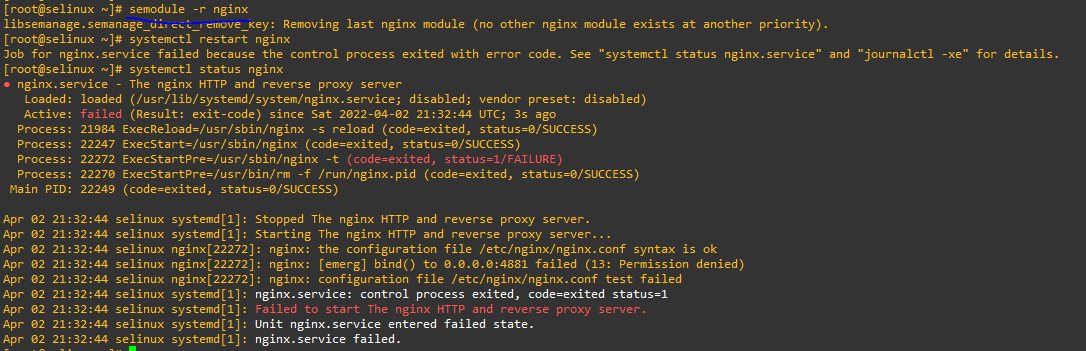 [root@selinux ~]# semodule -r nginx
libsemanage.semanage_direct_remove_key: Removing last nginx module (no other nginx module exists at another priority).
[root@selinux ~]# systemctl restart nginx
Job for nginx.service failed because the control process exited with error code. See "systemctl status nginx.service" and "journalctl -xe" for details.
[root@selinux ~]# systemctl status nginx
● nginx.service - The nginx HTTP and reverse proxy server
Loaded: loaded (/usr/lib/systemd/system/nginx.service; disabled; vendor preset: disabled)
Active: failed (Result: exit-code) since Sat 2022-04-02 21:32:44 UTC; 3s ago
Process: 21984 ExecReload=/usr/sbin/nginx -s reload (code=exited, status=0/SUCCESS)
Process: 22247 ExecStart=/usr/sbin/nginx (code=exited, status=0/SUCCESS)
Process: 22272 ExecStartPre=/usr/sbin/nginx -t (code=exited, status=1/FAILURE)
Process: 22270 ExecStartPre=/usr/bin/rm -f /run/nginx.pid (code=exited, status=0/SUCCESS)
Main PID: 22249 (code=exited, status=0/SUCCESS)
Apr 02 21:32:44 selinux systemd[1]: Stopped The nginx HTTP and reverse proxy server.
Apr 02 21:32:44 selinux systemd[1]: Starting The nginx HTTP and reverse proxy server...
Apr 02 21:32:44 selinux nginx[22272]: nginx: the configuration file /etc/nginx/nginx.conf syntax is ok
Apr 02 21:32:44 selinux nginx[22272]: nginx: [emerg] bind() to 0.0.0.0:4881 failed (13: Permission denied)
Apr 02 21:32:44 selinux nginx[22272]: nginx: configuration file /etc/nginx/nginx.conf test failed
Apr 02 21:32:44 selinux systemd[1]: nginx.service: control process exited, code=exited status=1
Apr 02 21:32:44 selinux systemd[1]: Failed to start The nginx HTTP and reverse proxy server.
Apr 02 21:32:44 selinux systemd[1]: Unit nginx.service entered failed state.
Apr 02 21:32:44 selinux systemd[1]: nginx.service failed.
[root@selinux ~]#